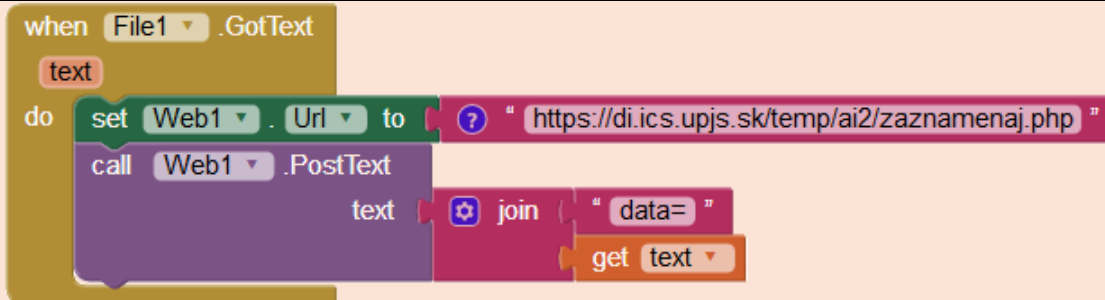 when File1 .GotText
text
do set Web1 . Url to " https://di.ics.upjs.sk/temp/ai2/zaznamenaj.php "
call Web1 .PostText
text join " data= "
get text